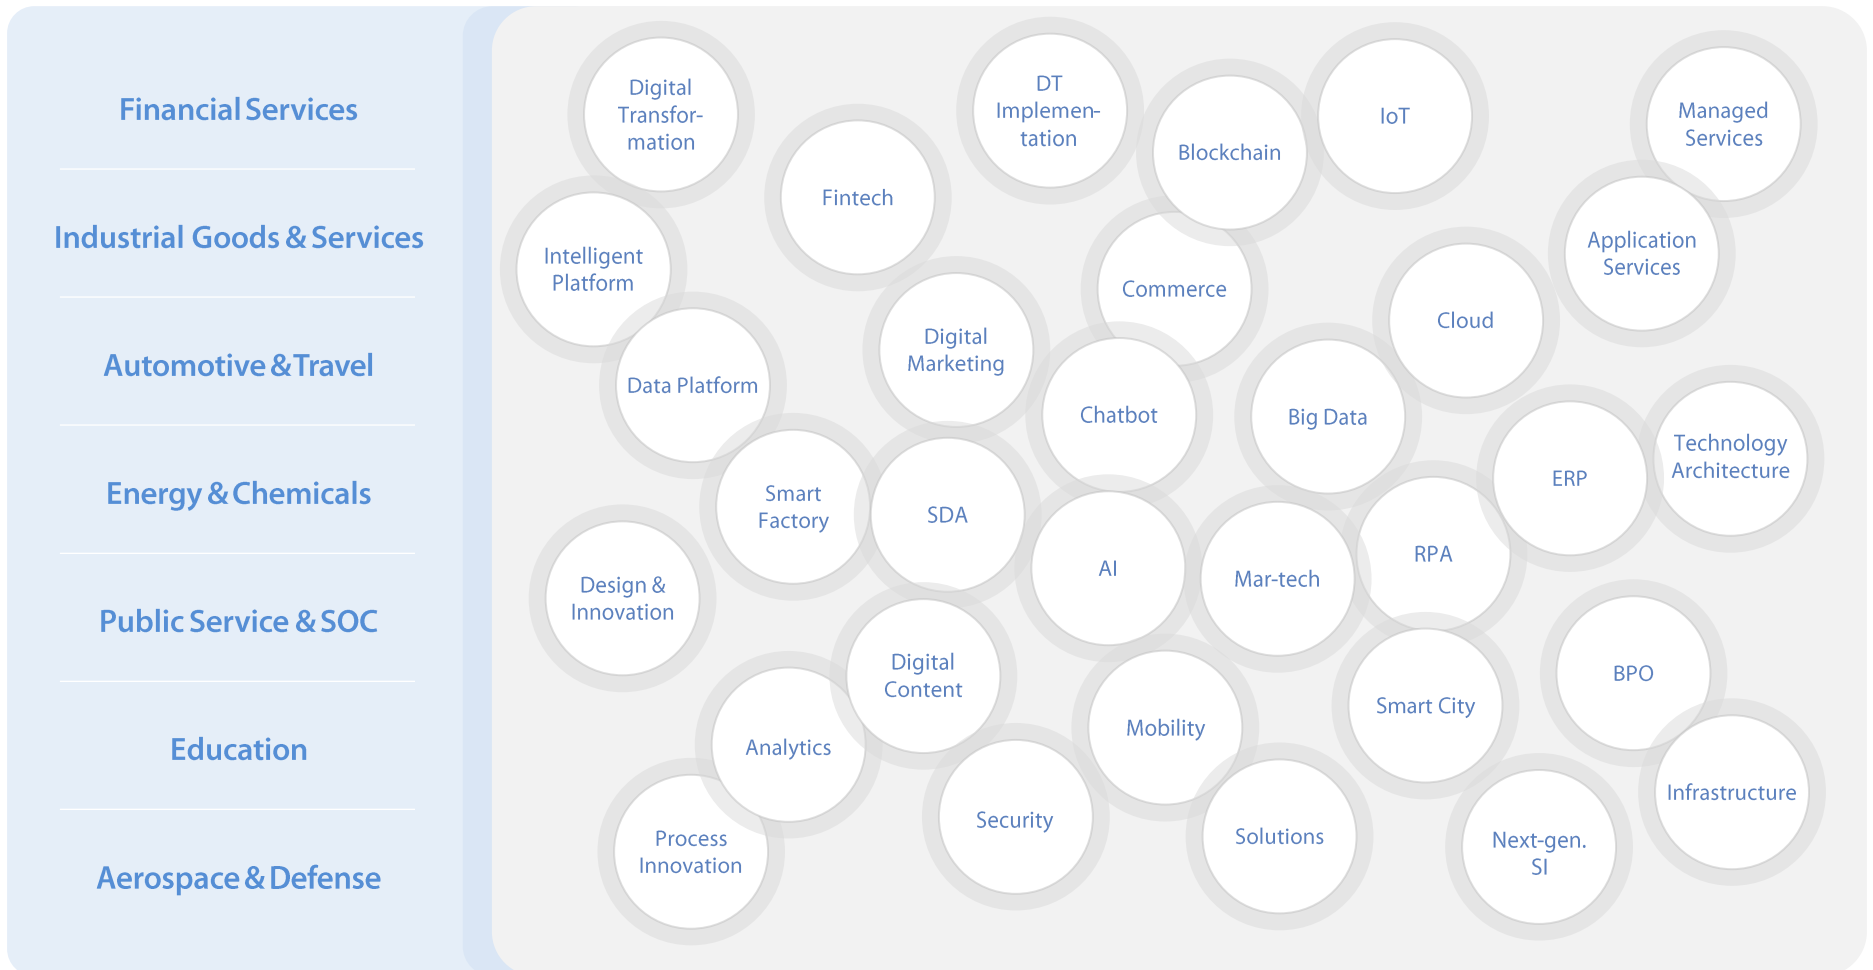 Financial Services
Industrial Goods & Services
Automotive & Travel
Energy & Chemicals
Public Service & SOC
Education
Aerospace & Defense
Digital
Transfor-
mation
DT
Implemen-
tation
Blockchain
IoT
Managed
Services
Fintech
Intelligent
Platform
Commerce
Application
Services
Digital
Marketing
Cloud
Data Platform
Chatbot
Big Data
Technology
Architecture
ERP
Smart
Factory
SDA
AI
Mar-tech
RPA
Design &
Innovation
Digital
Content
BPO
Smart City
Mobility
Analytics
Security
Solutions
Infrastructure
Process
Innovation
Next-gen.
SI